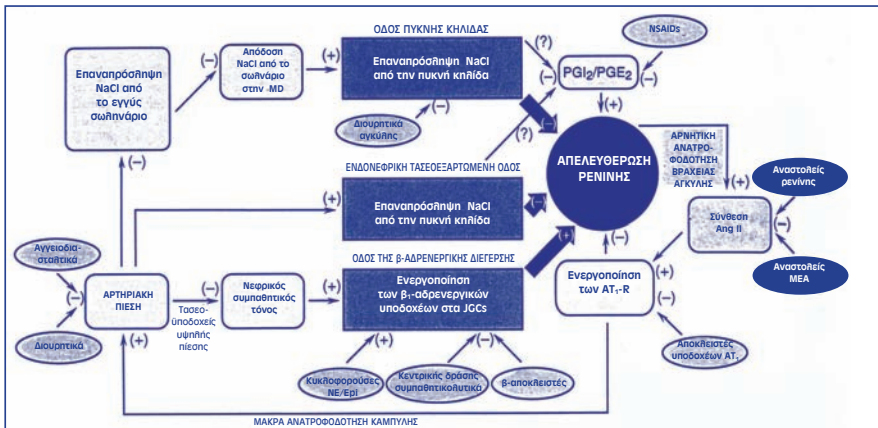 ΟΔΟΣ ΠΥΚΝΗΣ ΚΗΛΙΔΑΣ
NSAIDs
Επαναπρόσληψη
NaCl από
το εγγύς
σωληνάριο
(-)
Απόδοση
NaCl από το
σωλνάριο
στην MD
(+)
Επαναπρόσληψη NaCl
από την πυκνή κηλίδα
(?)
(-)
PGI₂/PGE₂
(-)
(+)
Διουρητικά
αγκύλης
(-)
(-)
(?)
ΑΠΕΛΕΥΘΕΡΩΣΗ
ΡΕΝΙΝΗΣ
ΑΡΝΗΤΙΚΗ
ΑΝΑΤΡΟ-
ΦΟΔΟΤΗΣΗ
ΒΡΑΧΕΙΑΣ
ΑΓΚΥΛΗΣ
(+)
Αναστολείς
ρενίνης
(-)
ΕΝΔΟΝΕΦΡΙΚΗ ΤΑΣΕΟΕΞΑΡΤΩΜΕΝΗ ΟΔΟΣ
(+)
Επαναπρόσληψη NaCl
από την πυκνή κηλίδα
(-)
Σύνθεση
Ang II
(-)
Αναστολείς
ΜΕΑ
Αγγειοδια-
σταλτικά
(-)
Διουρητικά
ΑΡΤΗΡΙΑΚΗ
ΠΙΕΣΗ
(+)
Τασεο-
ϋποδοχείς
υψηλής
πίεσης
(-)
Νεφρικός
συμπαθητικός
τόνος
(+)
ΟΔΟΣ ΤΗΣ β-ΑΔΡΕΝΕΡΓΙΚΗΣ ΔΙΕΓΕΡΣΗΣ
Ενεργοποίηση
των β₁-αδρενεργικών
υποδοχέων στα JGCs
(+)
(-)
Ενεργοποίηση
των AT₁-R
(+)
(-)
(+)
(-)
Κυκλοφορούσες
NE/Epi
Κεντρικής δράσης
συμπαθητικολυτικά
β-αποκλειστές
Αποκλειστές
υποδοχέων AT₁
ΜΑΚΡΑ ΑΝΑΤΡΟΦΟΔΟΤΗΣΗ ΚΑΜΠΥΛΗΣ